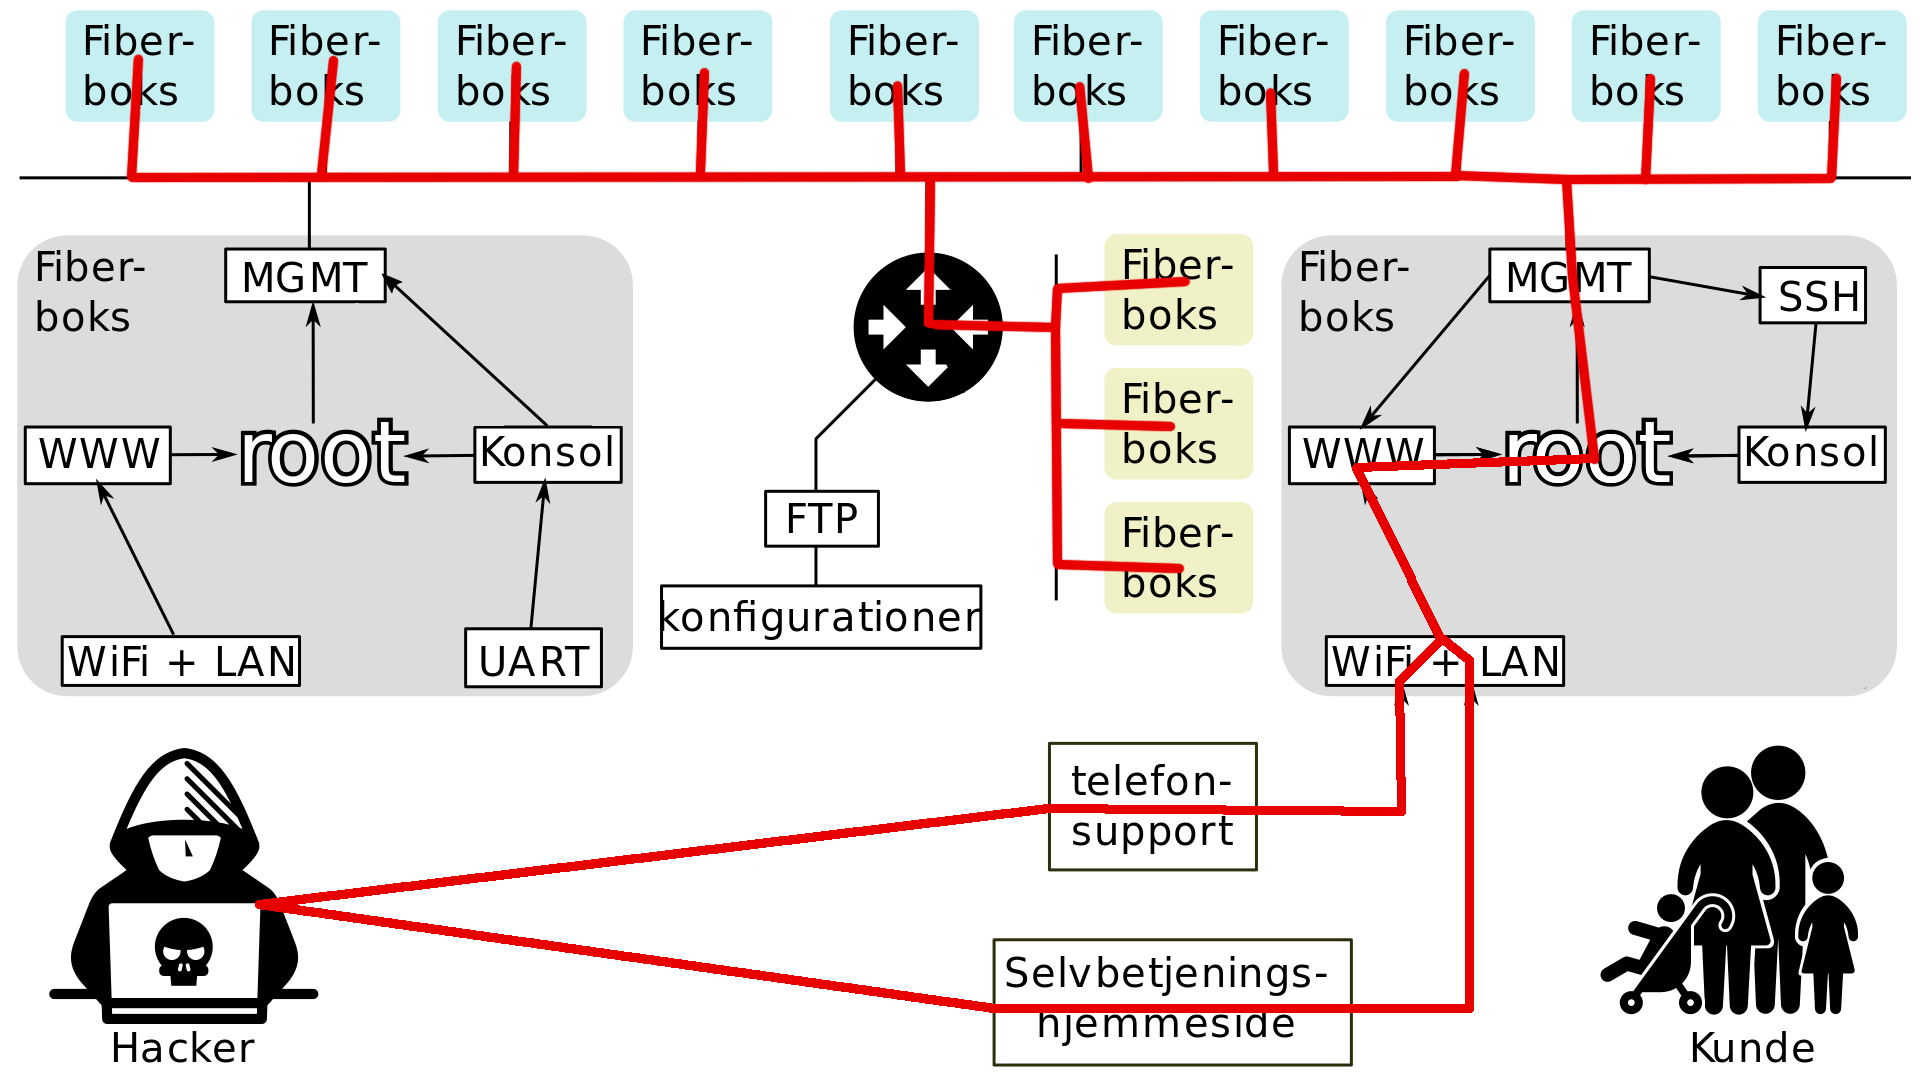 Fiber-
boks
Fiber-
boks
Fiber-
boks
Fiber-
boks
Fiber-
boks
Fiber-
boks
Fiber-
boks
Fiber-
boks
Fiber-
boks
Fiber-
boks
Fiber-
boks
MGMT
WWW
root
Konsol
WiFi + LAN
UART
FTP
konfigurationer
Fiber-
boks
Fiber-
boks
Fiber-
boks
Fiber-
boks
MGMT
SSH
WWW
root
Konsol
WiFi + LAN
telefon-
support
Selvbetjenings-
hjemmeside
Hacker
Kunde